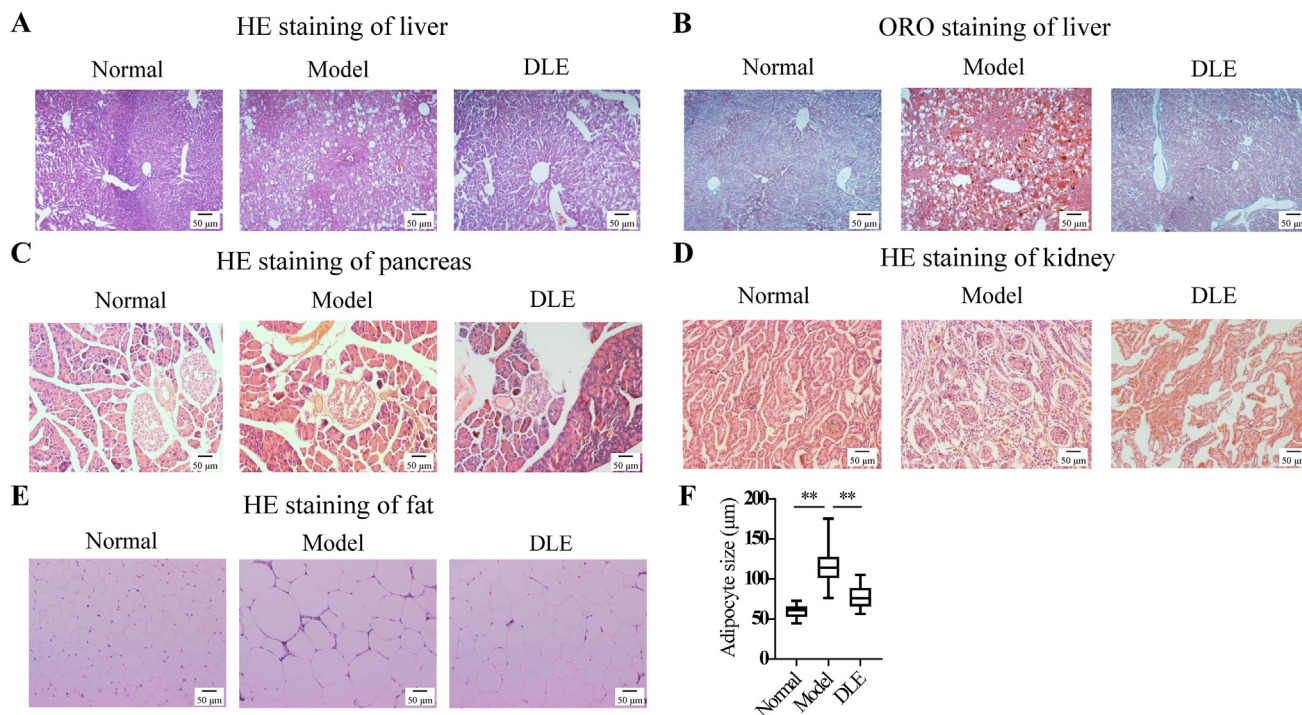 A
HE staining of liver
Normal
Model
DLE
50 μm
50 μm
50 μm
B
ORO staining of liver
Normal
Model
DLE
50 μm
50 μm
50 μm
C
HE staining of pancreas
Normal
Model
DLE
50 μm
50 μm
50 μm
D
HE staining of kidney
Normal
Model
DLE
50 μm
50 μm
50 μm
E
HE staining of fat
Normal
Model
DLE
50 μm
50 μm
50 μm
F
Adipocyte size (μm)
200
150
100
50
0
** **
Normal
Model
DLE